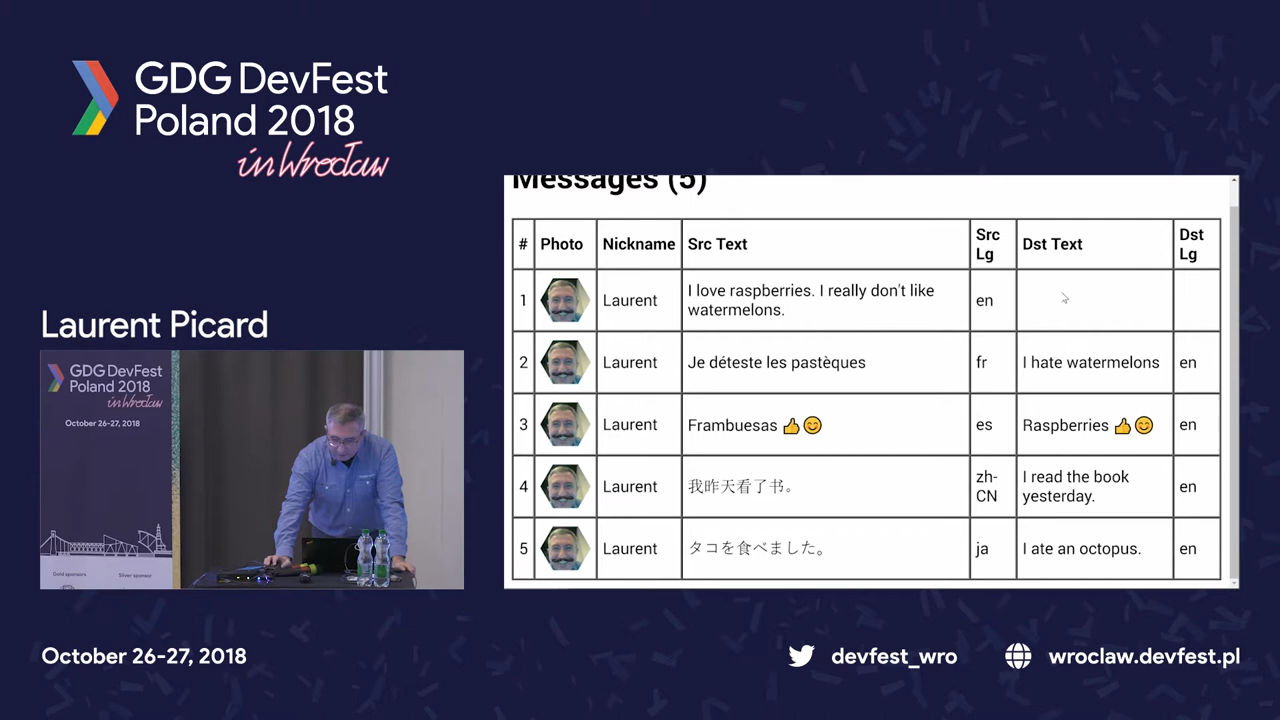 GDG DevFest
Poland 2018
in Wrocław
Laurent Picard
GDG DevFest
Poland 2018
in Wrocław
October 26-27, 2018
Gold sponsors
Silver sponsor
Messages (5)
# Photo Nickname Src Text Src Lg Dst Text Dst Lg
1 Laurent I love raspberries. I really don't like watermelons. en
2 Laurent Je déteste les pastèques fr I hate watermelons en
3 Laurent Frambuesas 👍😊 es Raspberries 👍😊 en
4 Laurent 我昨天看了书。 zh-CN I read the book yesterday. en
5 Laurent タコを食べました。 ja I ate an octopus. en
October 26-27, 2018
devfest_wro
wroclaw.devfest.pl